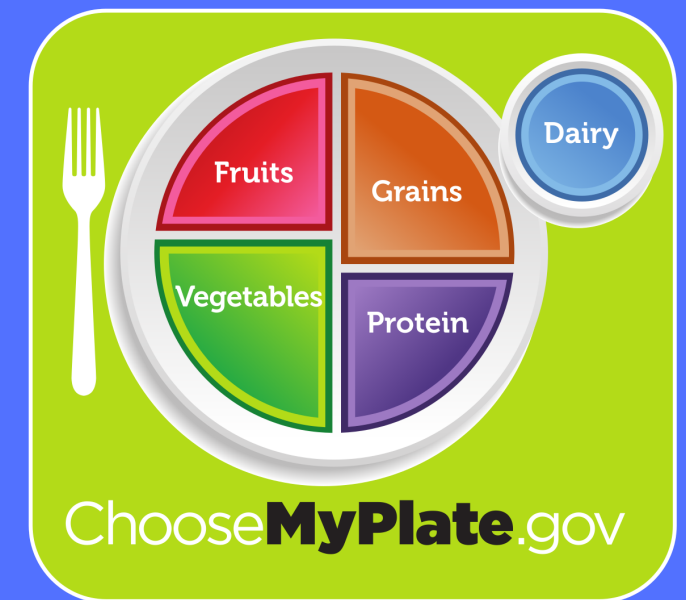 Fruits
Grains
Dairy
Vegetables
Protein
ChooseMyPlate.gov